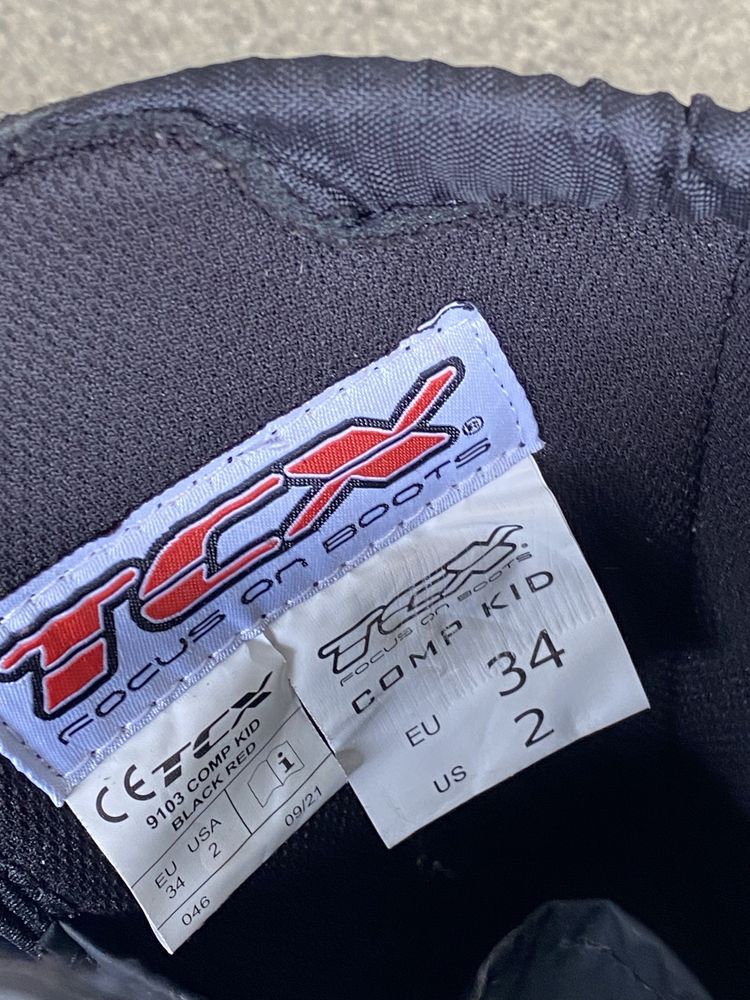 TCX®
FOCUS ON BOOTS
TCX
FOCUS ON BOOTS
COMP KID
EU 34
US 2
CE TCX
9103 COMP KID
BLACK RED
EU USA
34 2
09/21
046